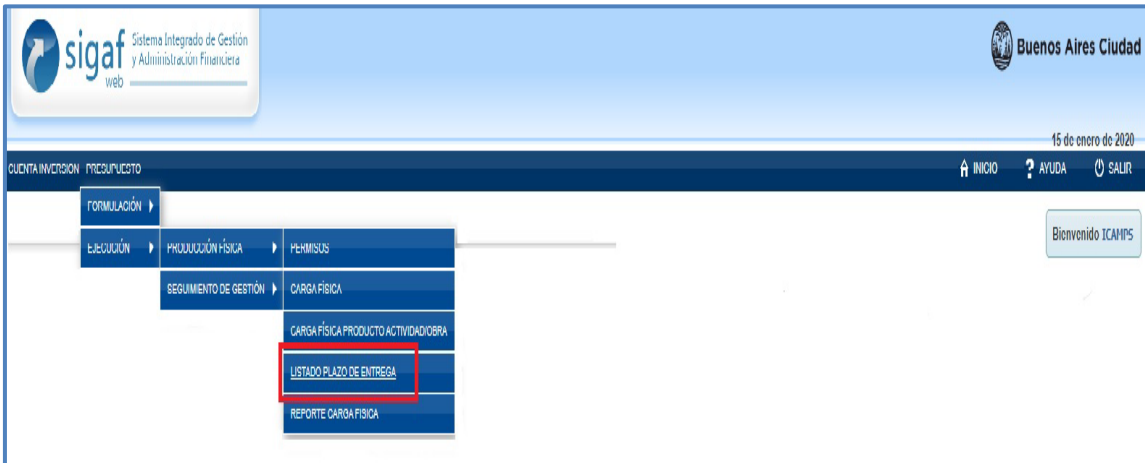 sigaf
web
Sistema Integrado de Gestión
y Administración Financiera
Buenos Aires Ciudad
15 de enero de 2020
CUENTA INVERSION PRESUPUESTO
INICIO
? AYUDA
SALIR
FORMULACIÓN
EJECUCIÓN
PRODUCCIÓN FÍSICA
PERMISOS
Bienvenido ICAMPS
SEGUIMIENTO DE GESTIÓN
CARGA FÍSICA
CARGA FÍSICA PRODUCTO ACTIVIDAD/OBRA
LISTADO PLAZO DE ENTREGA
REPORTE CARGA FISICA